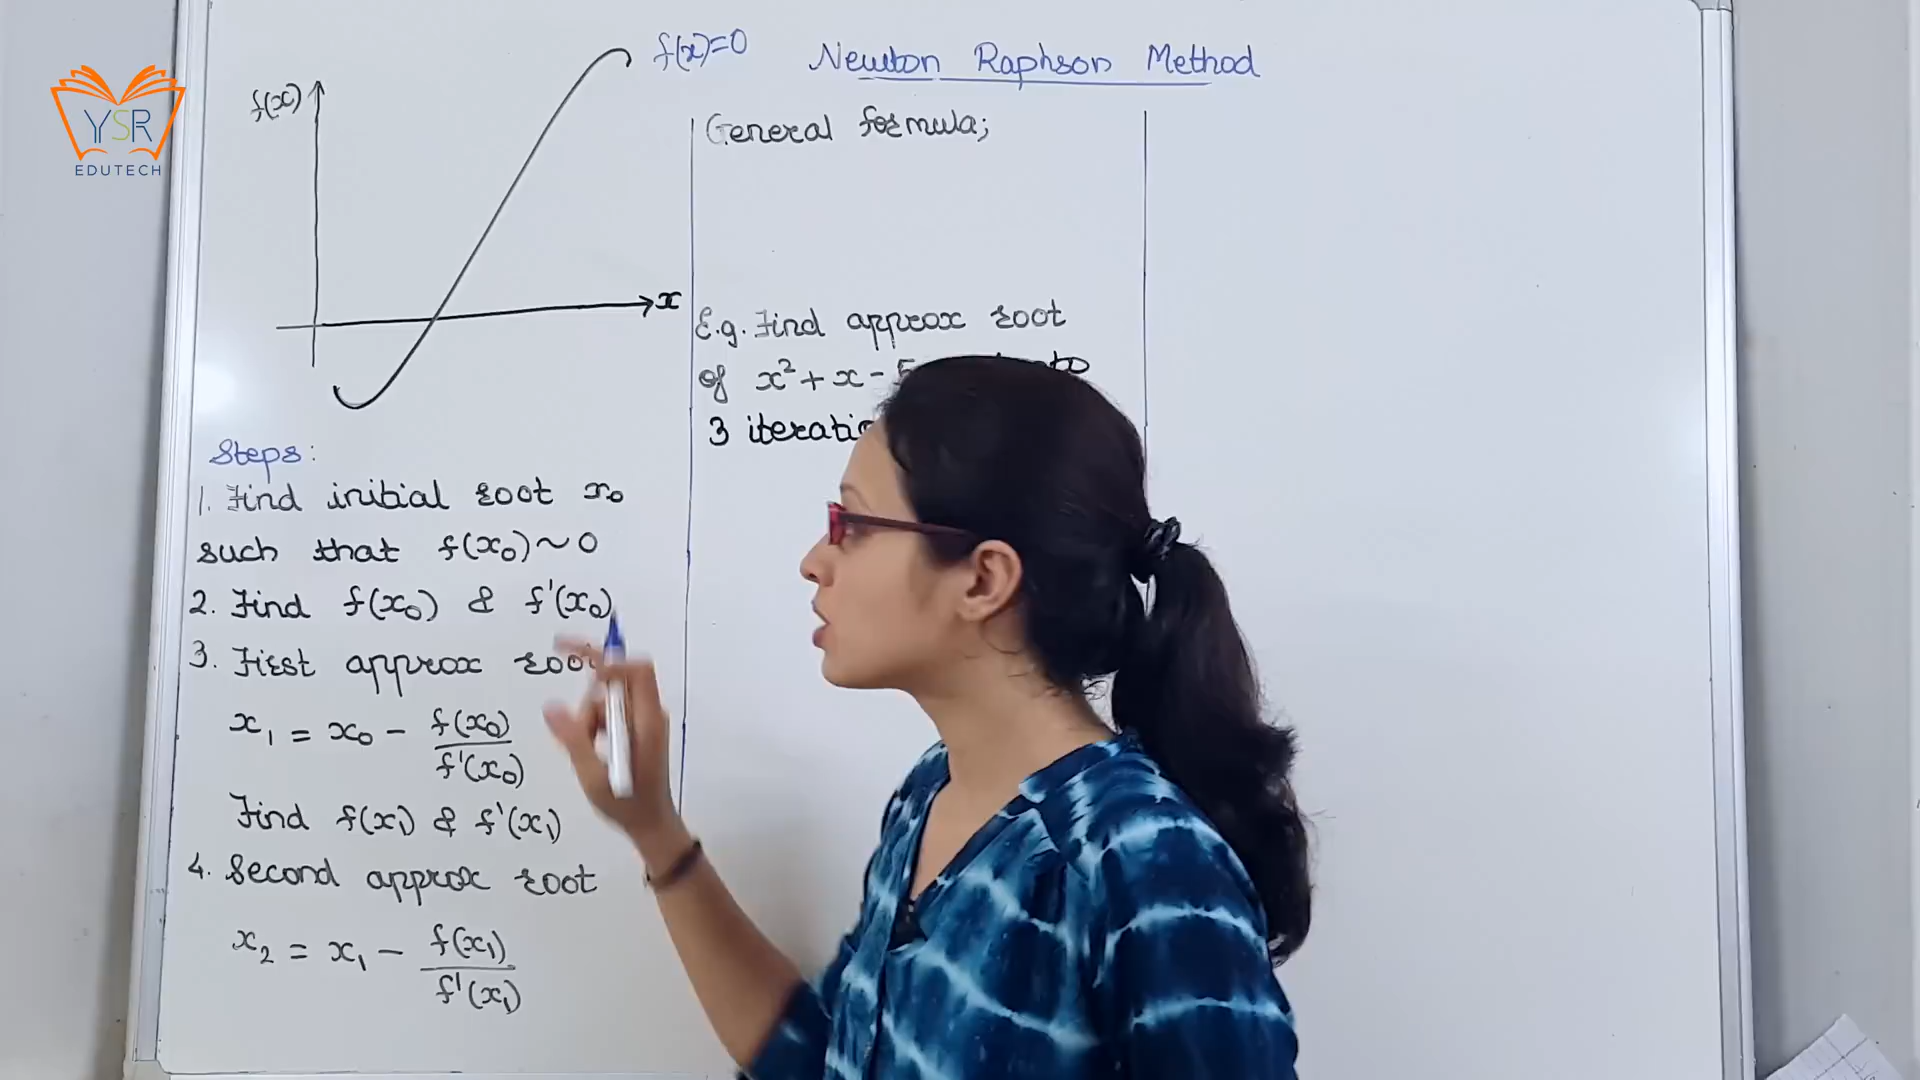 YSR
EDUTECH
f(x)
f(x)=0
x
Newton Raphson Method
Steps:
1. Find initial root x₀
such that f(x₀)~0
2. Find f(x₀) & f'(x₀)
3. First approx root
x₁ = x₀ - f(x₀)
f'(x₀)
Find f(x₁) & f'(x₁)
4. Second approx root
x₂ = x₁ - f(x₁)
f'(x₁)
General formula;
E.g. Find approx root
of x² + x -
3